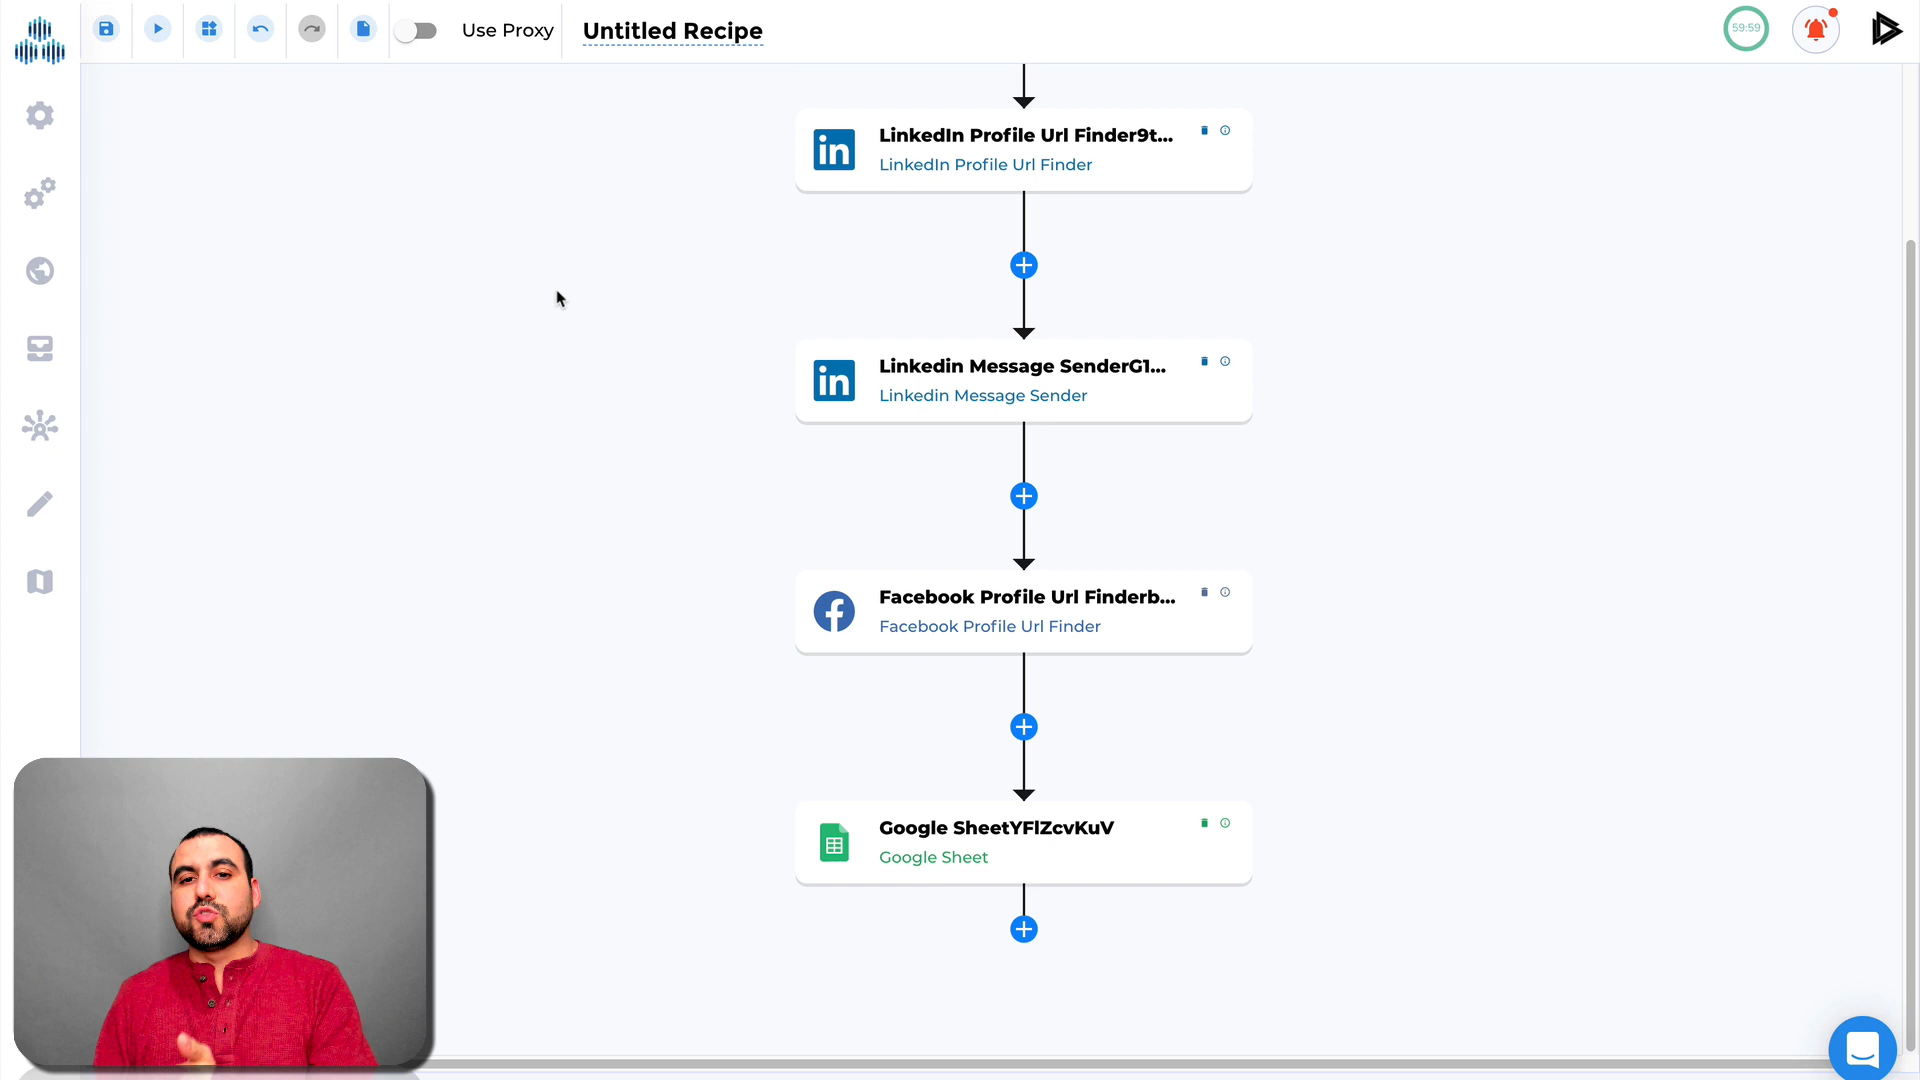 Use Proxy
Untitled Recipe
59:59
LinkedIn Profile Url Finder9t...
LinkedIn Profile Url Finder
Linkedin Message SenderG1...
Linkedin Message Sender
Facebook Profile Url Finderb...
Facebook Profile Url Finder
Google SheetYFlZcvKuV
Google Sheet